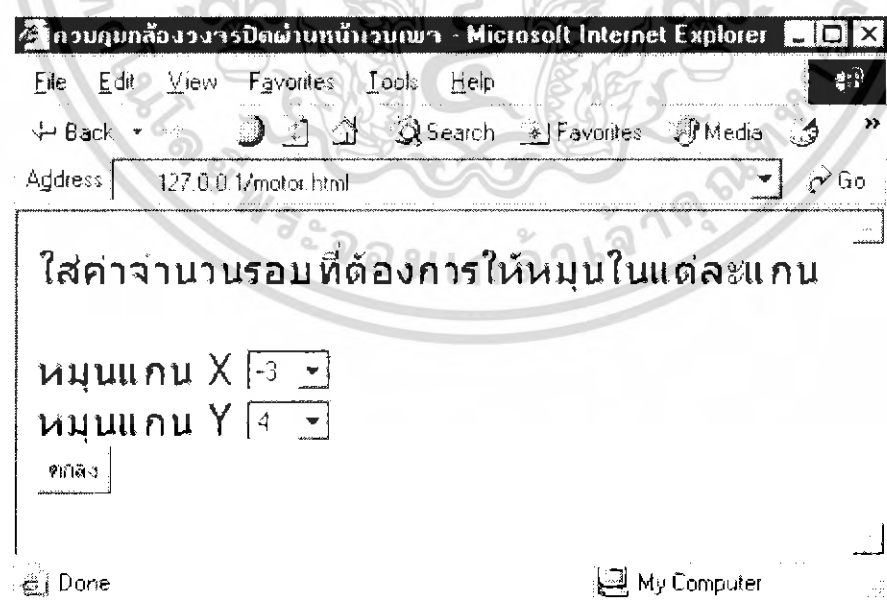 ควบคุมกล้องวงจรปิดผ่านหน้าเวบเพจ - Microsoft Internet Explorer
File Edit View Favorites Tools Help
Back Search Favorites Media »
Address 127.0.0.1/motor.html Go
ใส่ค่าจำนวนรอบที่ต้องการให้หมุนในแต่ละแกน
หมุนแกน X -3
หมุนแกน Y 4
ตกลง
Done My Computer